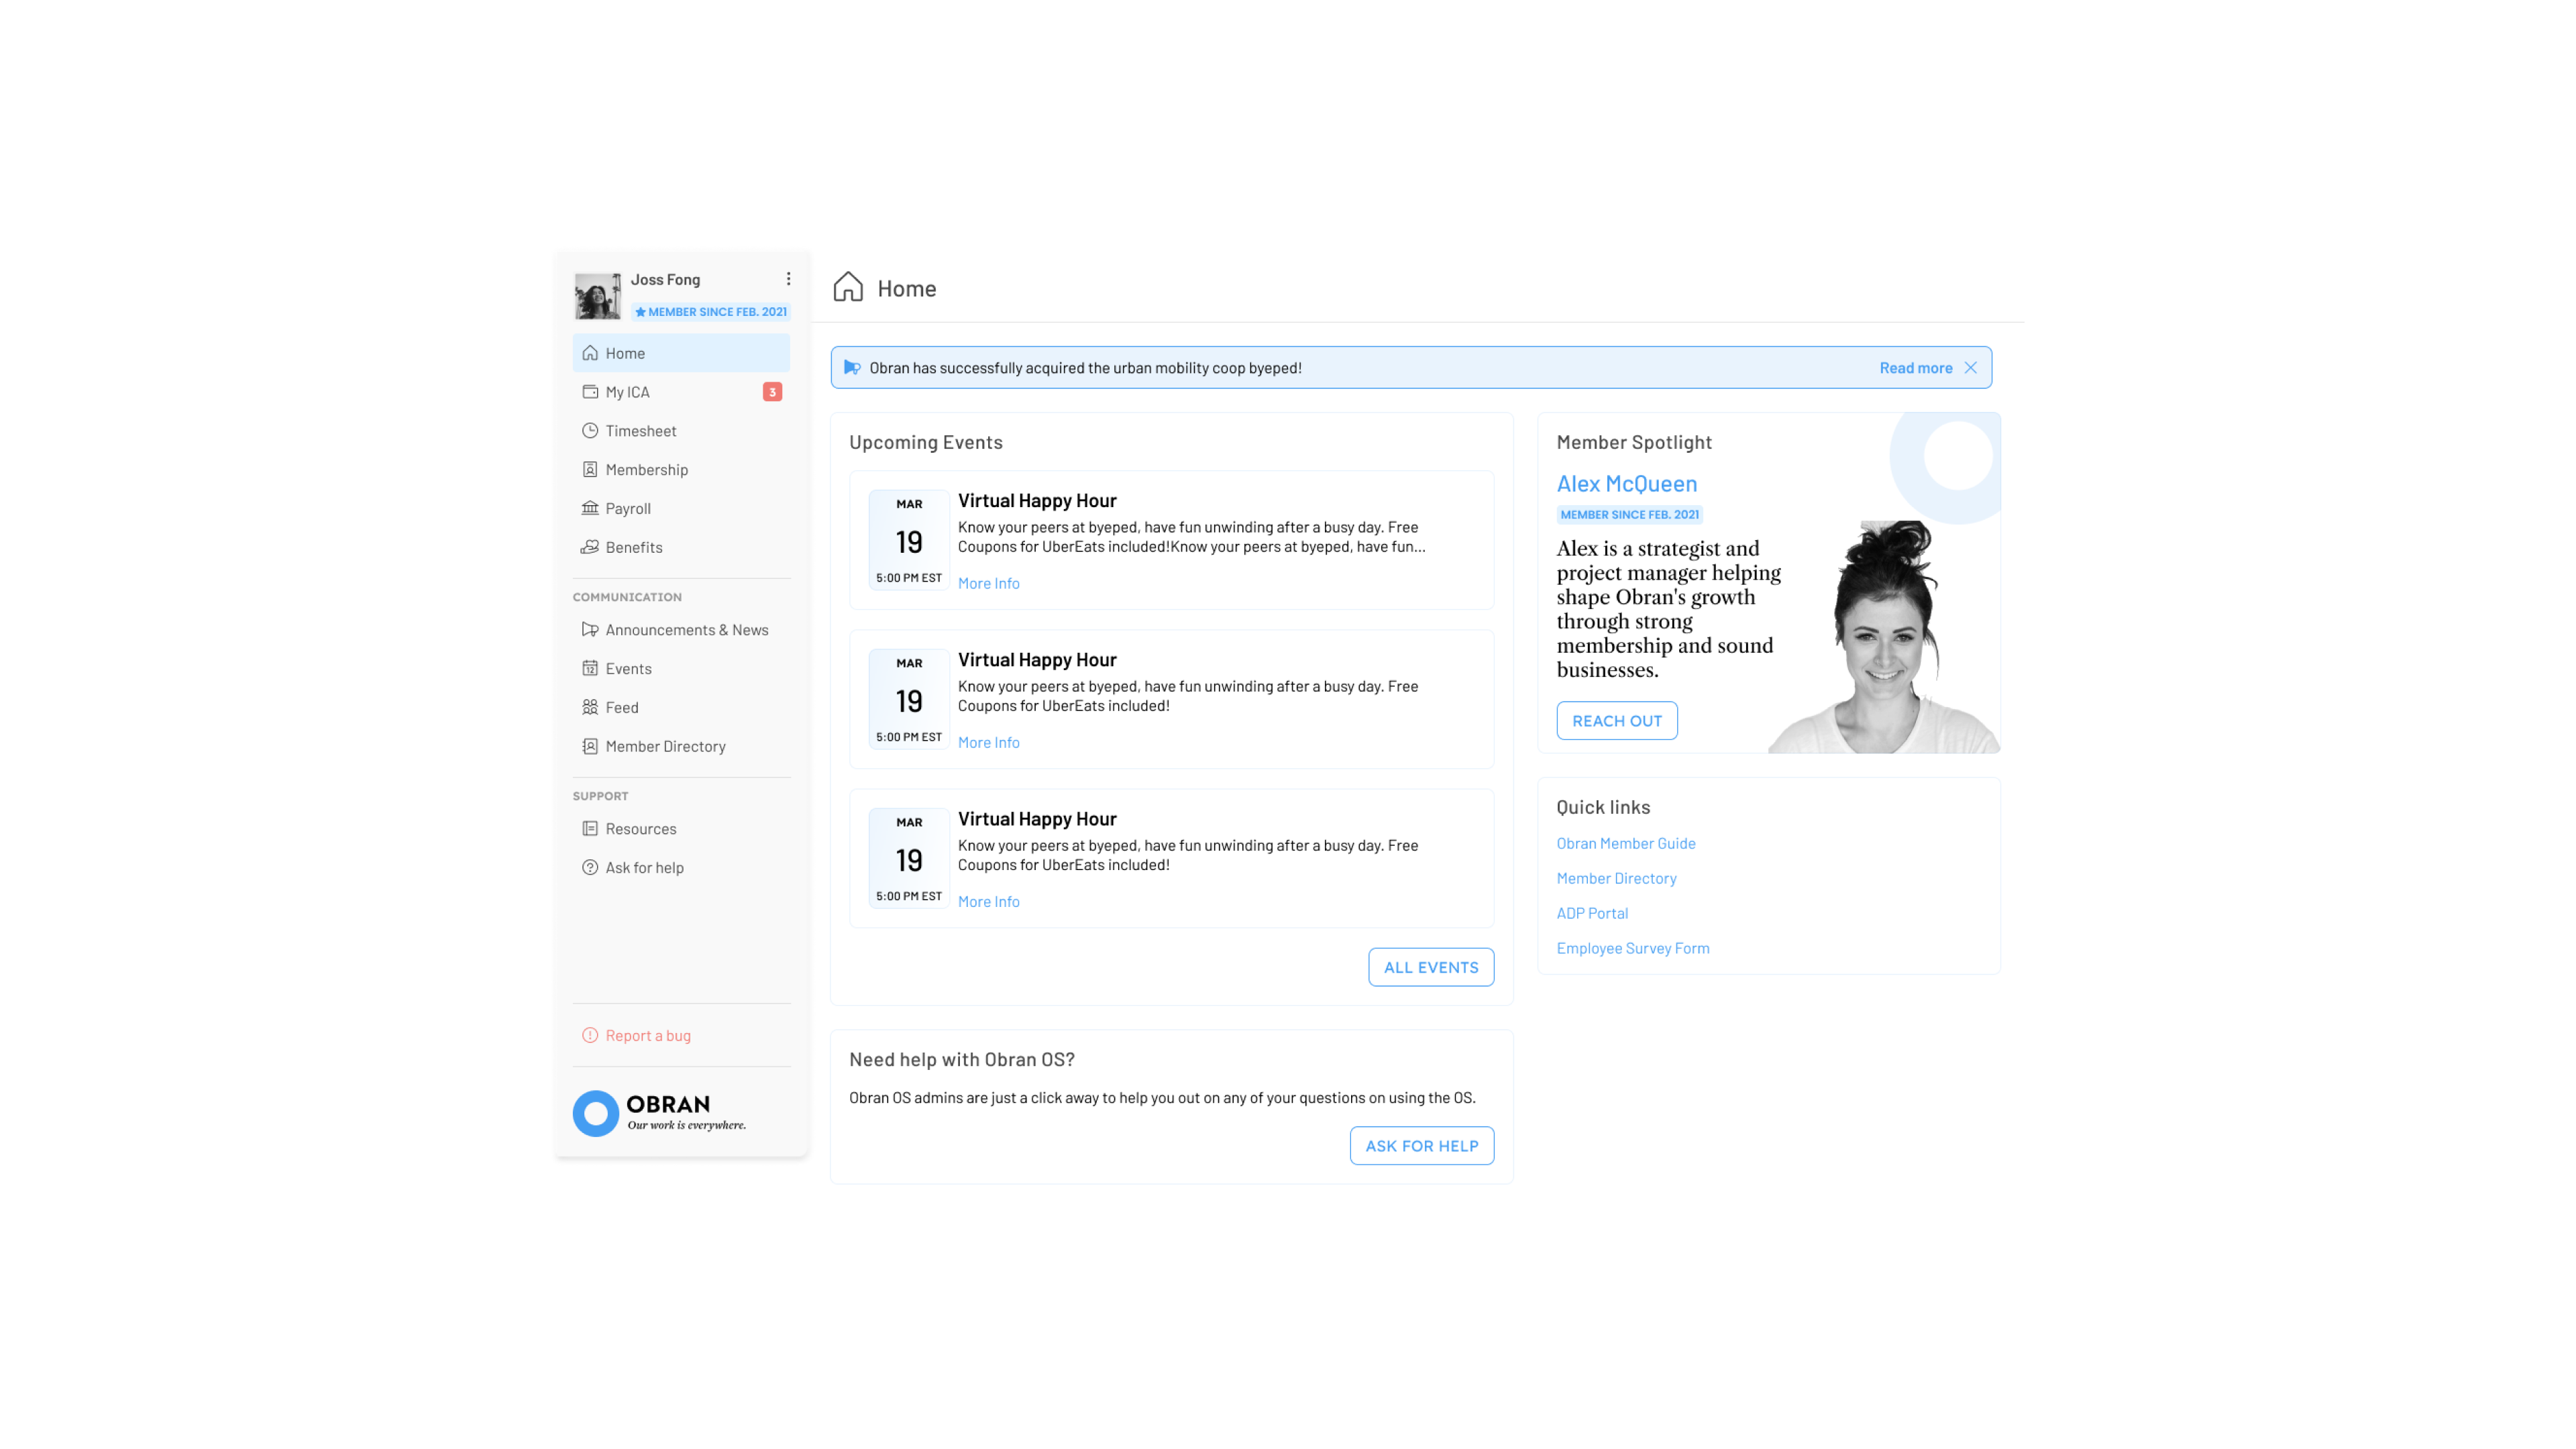 Joss Fong
MEMBER SINCE FEB. 2021
Home
My ICA
3
Timesheet
Membership
Payroll
Benefits
COMMUNICATION
Announcements & News
12
Events
Feed
Member Directory
SUPPORT
Resources
Ask for help
Report a bug
OBRAN
Our work is everywhere.
Home
Obran has successfully acquired the urban mobility coop byeped!
Read more
Upcoming Events
MAR
19
5:00 PM EST
Virtual Happy Hour
Know your peers at byeped, have fun unwinding after a busy day. Free
Coupons for UberEats included!Know your peers at byeped, have fun...
More Info
MAR
19
5:00 PM EST
Virtual Happy Hour
Know your peers at byeped, have fun unwinding after a busy day. Free
Coupons for UberEats included!
More Info
MAR
19
5:00 PM EST
Virtual Happy Hour
Know your peers at byeped, have fun unwinding after a busy day. Free
Coupons for UberEats included!
More Info
ALL EVENTS
Need help with Obran OS?
Obran OS admins are just a click away to help you out on any of your questions on using the OS.
ASK FOR HELP
Member Spotlight
Alex McQueen
MEMBER SINCE FEB. 2021
Alex is a strategist and
project manager helping
shape Obran's growth
through strong
membership and sound
businesses.
REACH OUT
Quick links
Obran Member Guide
Member Directory
ADP Portal
Employee Survey Form